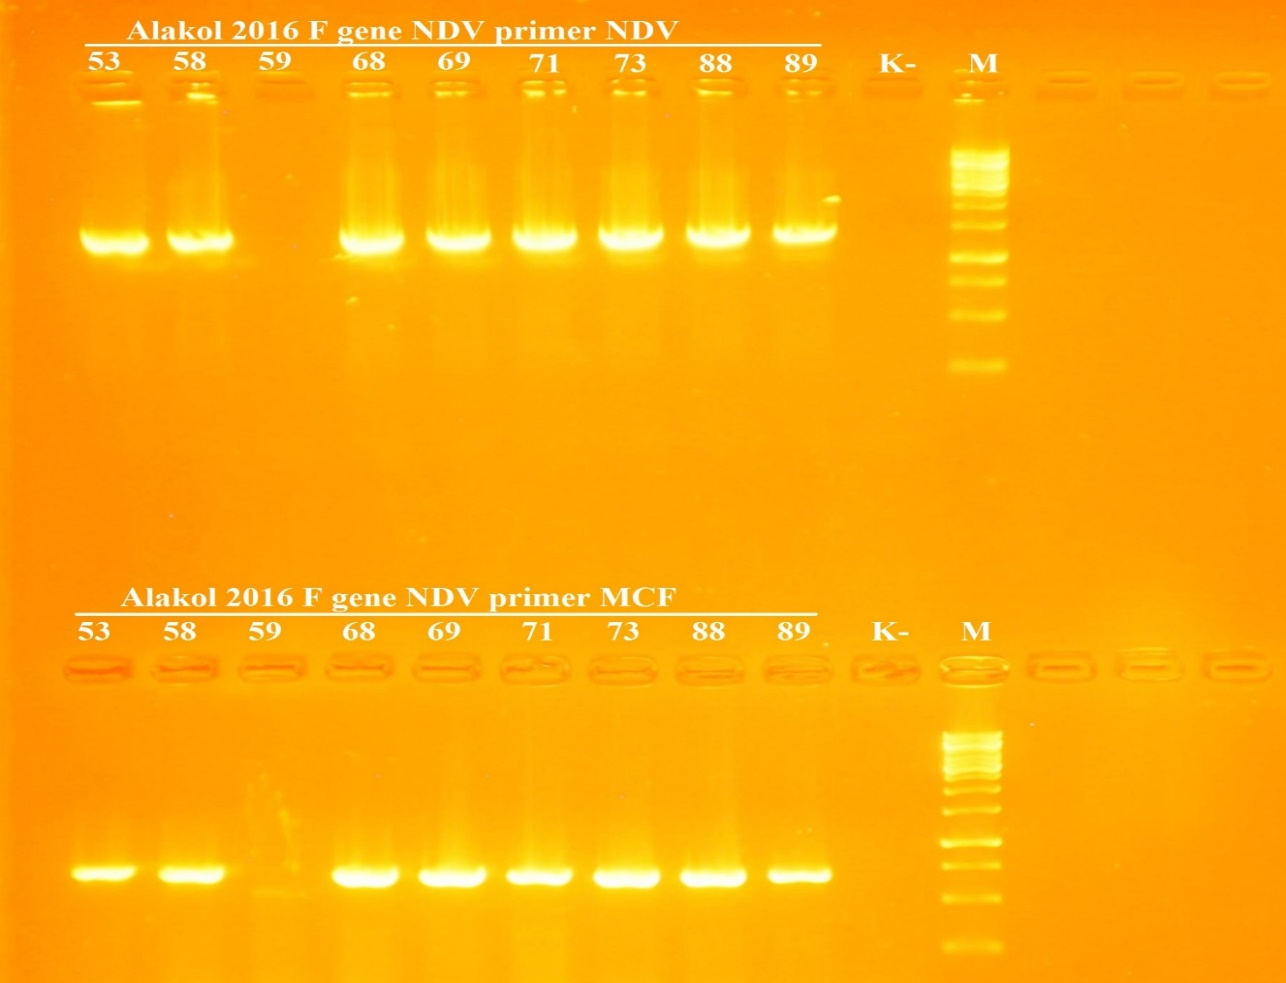 Alakol 2016 F gene NDV primer NDV
53 58 59 68 69 71 73 88 89 K- M
Alakol 2016 F gene NDV primer MCF
53 58 59 68 69 71 73 88 89 K- M